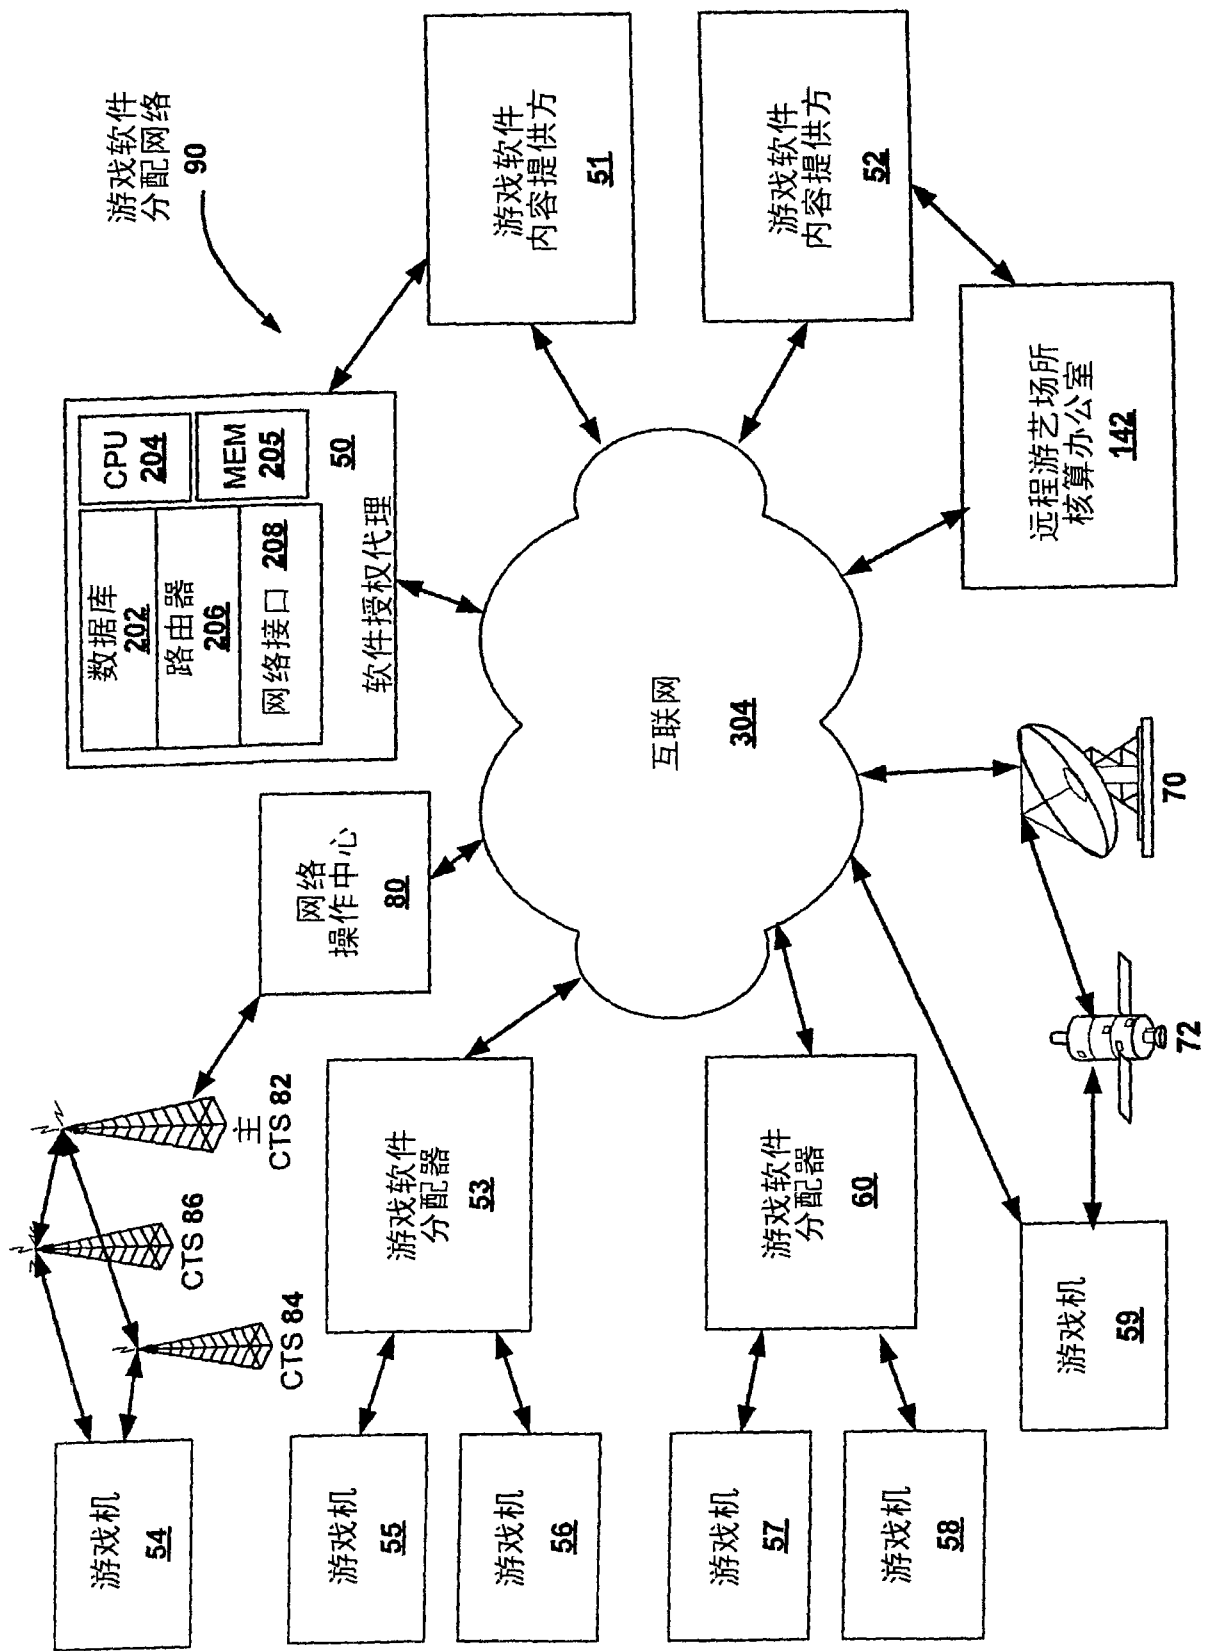 游戏软件
分配网络
90
数据库
202
路由器
206
网络接口 208
CPU
204
MEM
205
50
软件授权代理
游戏软件
内容提供方
51
游戏软件
内容提供方
52
远程游艺场所
核算办公室
142
互联网
304
网络
操作中心
80
主
CTS 82
CTS 86
CTS 84
游戏软件
分配器
53
游戏软件
分配器
60
70
72
游戏机
54
游戏机
55
游戏机
56
游戏机
57
游戏机
58
游戏机
59